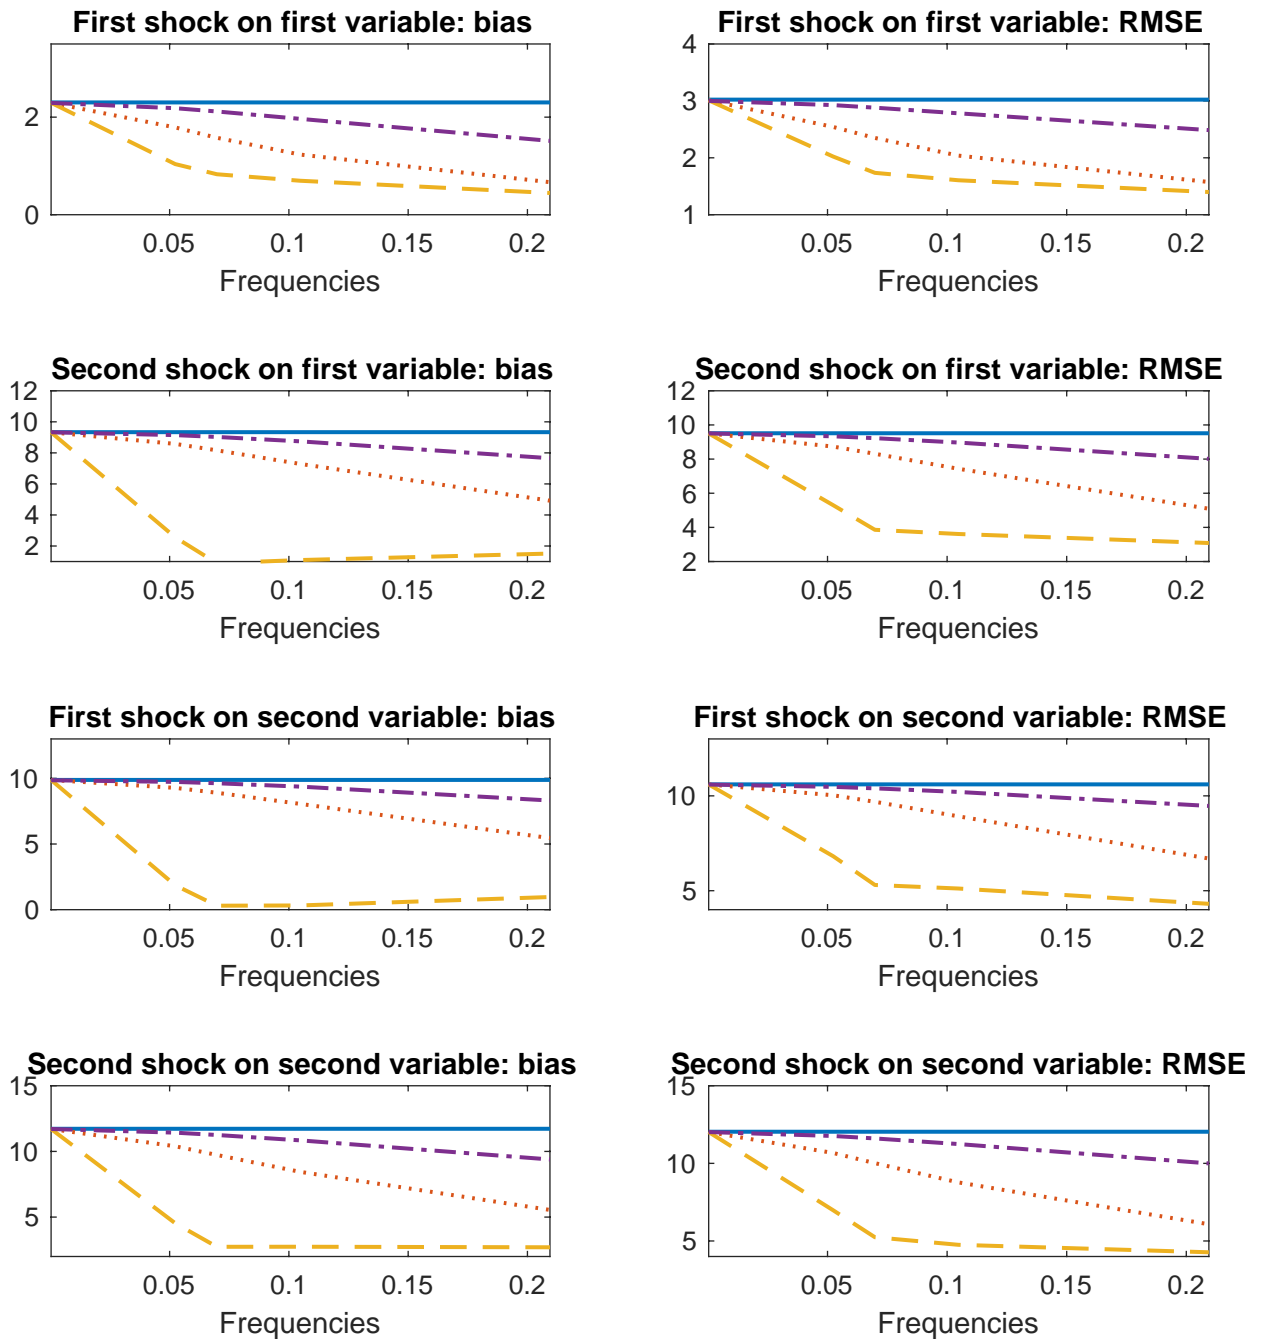 First shock on first variable: bias
2
0
0.05 0.1 0.15 0.2
Frequencies
First shock on first variable: RMSE
4
3
2
1
0.05 0.1 0.15 0.2
Frequencies
Second shock on first variable: bias
12
10
8
6
4
2
0.05 0.1 0.15 0.2
Frequencies
Second shock on first variable: RMSE
12
10
8
6
4
2
0.05 0.1 0.15 0.2
Frequencies
First shock on second variable: bias
10
5
0
0.05 0.1 0.15 0.2
Frequencies
First shock on second variable: RMSE
10
5
0.05 0.1 0.15 0.2
Frequencies
Second shock on second variable: bias
15
10
5
0.05 0.1 0.15 0.2
Frequencies
Second shock on second variable: RMSE
15
10
5
0.05 0.1 0.15 0.2
Frequencies